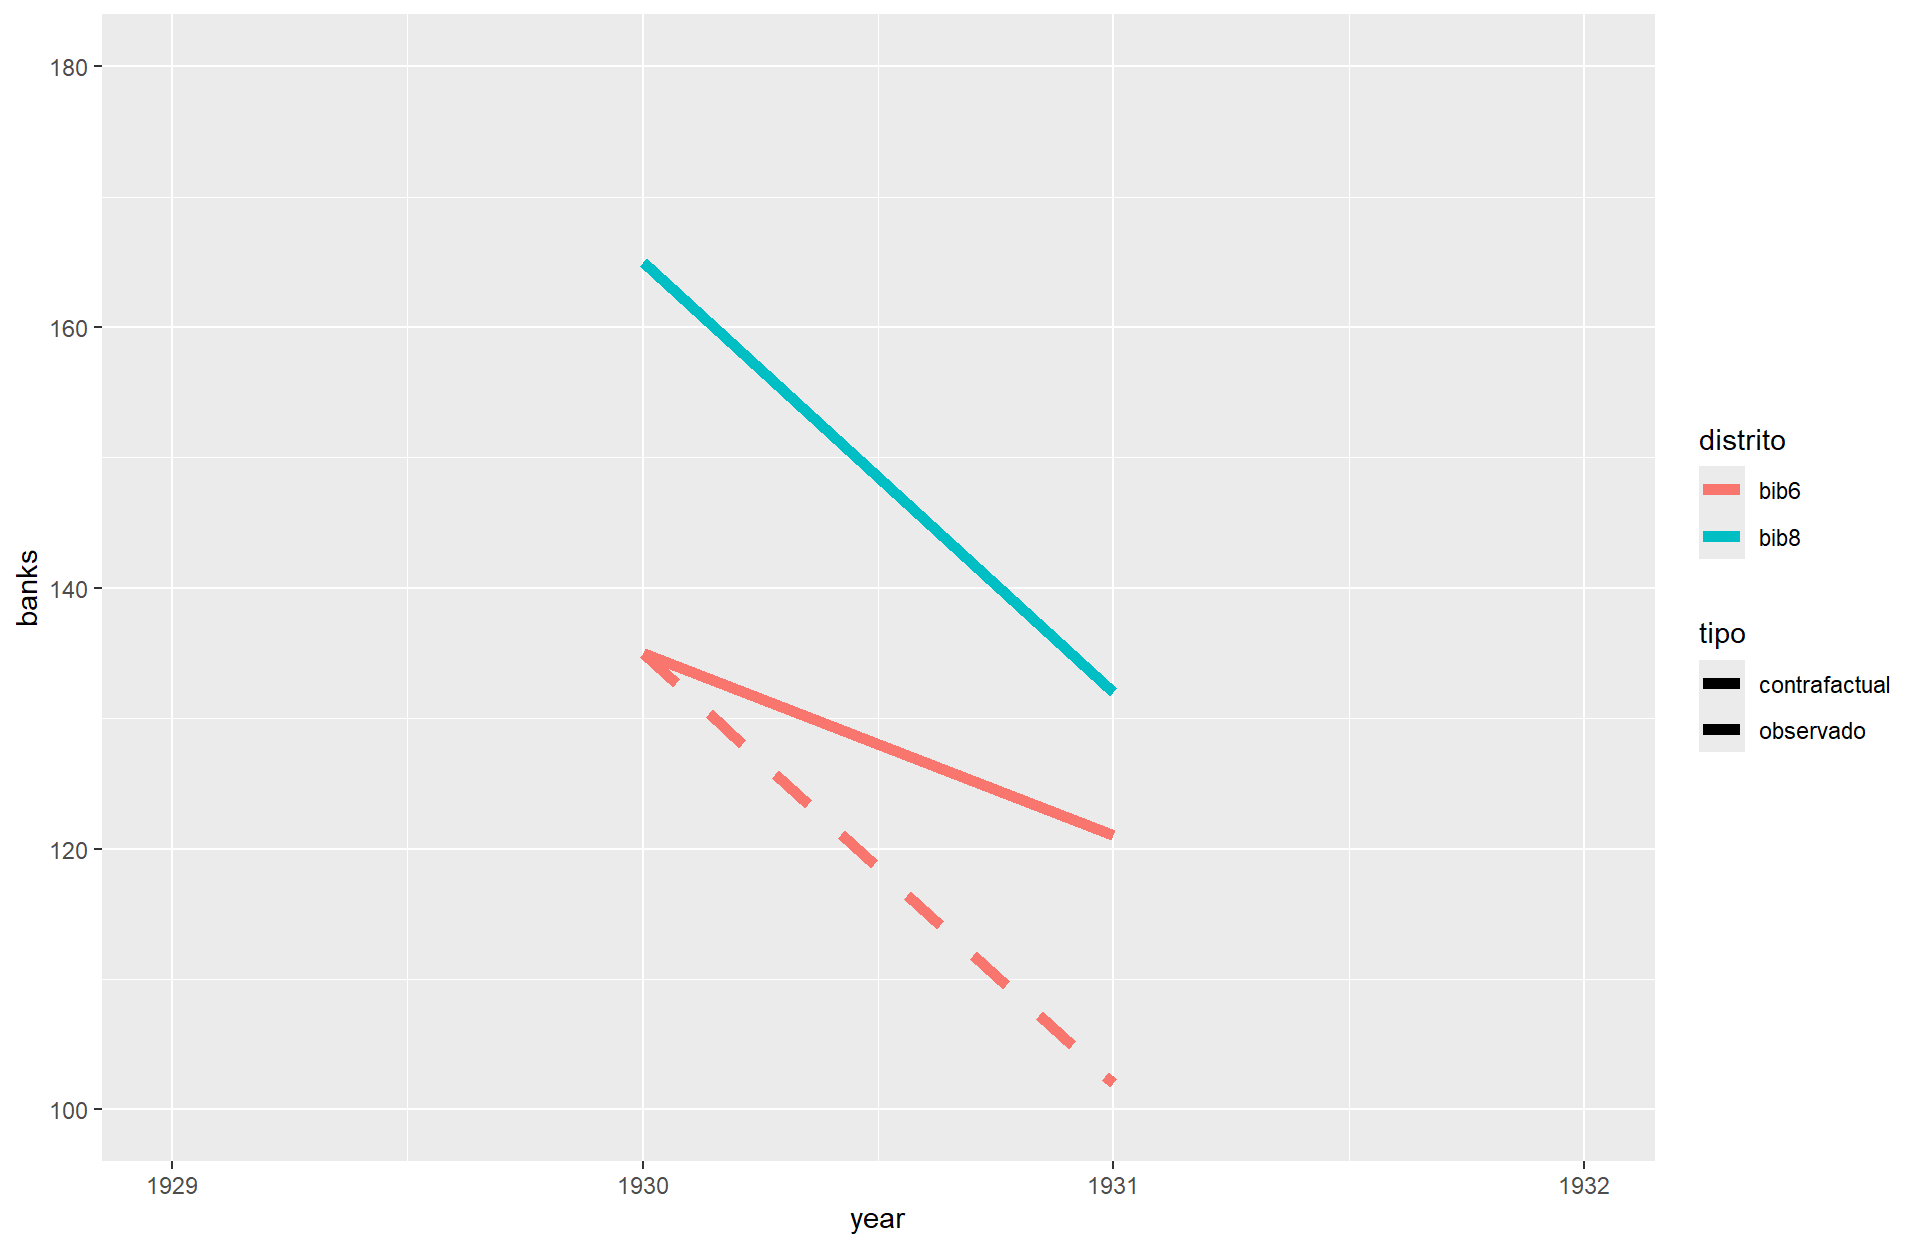 180
160
140
120
100
banks
1929 1930 1931 1932
year
distrito
bib6
bib8
tipo
contrafactual
observado